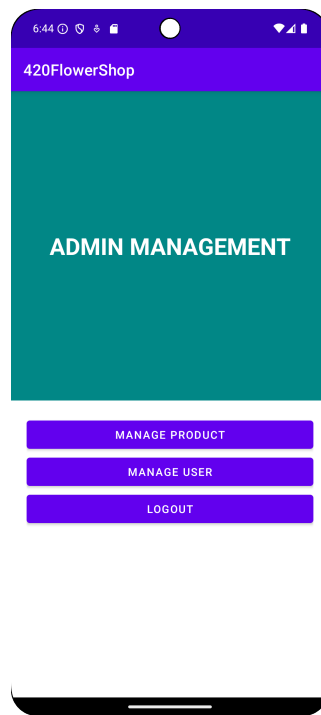 6:44
420FlowerShop
ADMIN MANAGEMENT
MANAGE PRODUCT
MANAGE USER
LOGOUT